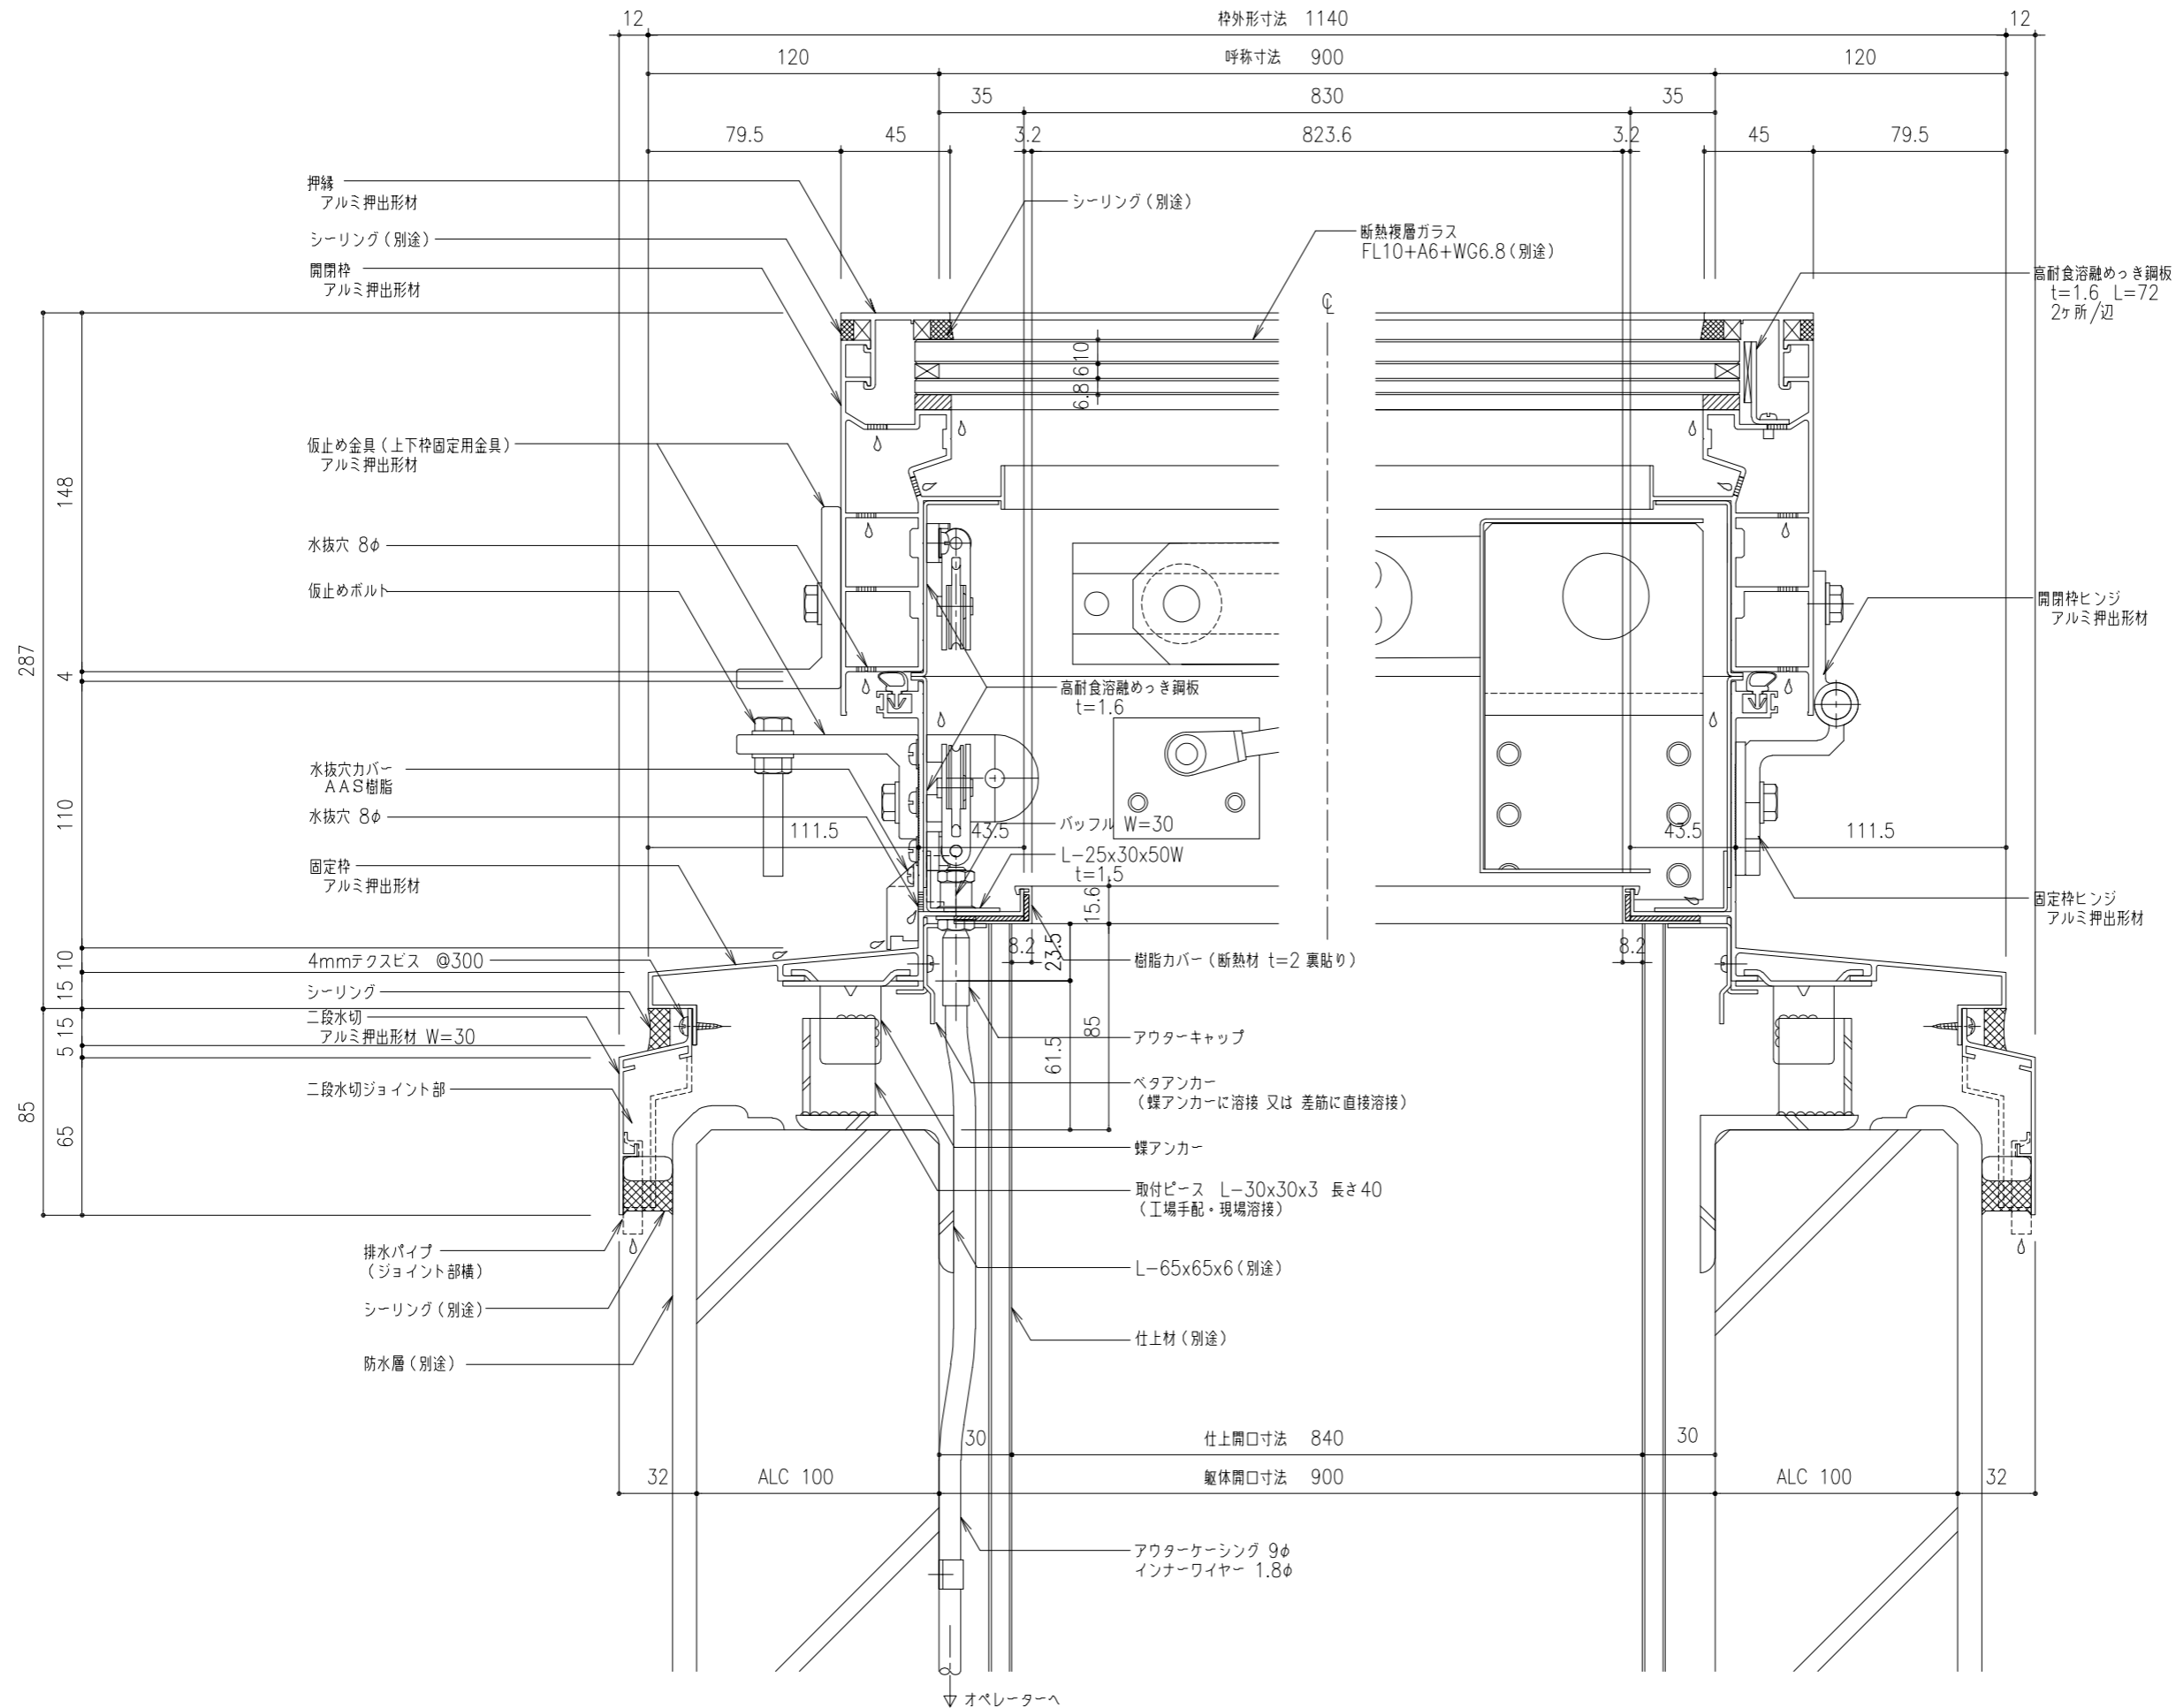 12 枠外形寸法 1140 12
120 呼称寸法 900 120
35 830 35
79.5 45 3.2 823.6 3.2 45 79.5
押縁
アルミ押出形材
シーリング(別途)
シーリング(別途)
断熱複層ガラス
FL10+A6+WG6.8(別途)
開閉枠
アルミ押出形材
高耐食溶融めっき鋼板
t=1.6 L=72
2ケ所/辺
℄
10
6
6.8
仮止め金具(上下枠固定用金具)
アルミ押出形材
148
水抜穴 8φ
仮止めボルト
開閉枠ヒンジ
アルミ押出形材
287
4
高耐食溶融めっき鋼板
t=1.6
水抜穴カバー
AAS樹脂
110
水抜穴 8φ
111.5 43.5 43.5 111.5
バッフル W=30
L-25x30x50W
t=1.5
固定枠
アルミ押出形材
15.6
固定枠ヒンジ
アルミ押出形材
8.2 23.5 8.2
10
4mmテクスビス @300
樹脂カバー(断熱材 t=2 裏貼り)
15
シーリング
15
二段水切
アルミ押出形材 W=30
5
85
61.5
アウターキャップ
二段水切ジョイント部
ベタアンカー
(蝶アンカーに溶接 又は 差筋に直接溶接)
85
65
蝶アンカー
取付ピース L-30x30x3 長さ40
(工場手配・現場溶接)
排水パイプ
(ジョイント部横)
L-65x65x6(別途)
シーリング(別途)
仕上材(別途)
防水層(別途)
30 仕上開口寸法 840 30
32 ALC 100 躯体開口寸法 900 ALC 100 32
アウターケーシング 9φ
インナーワイヤー 1.8φ
オペレーターへ